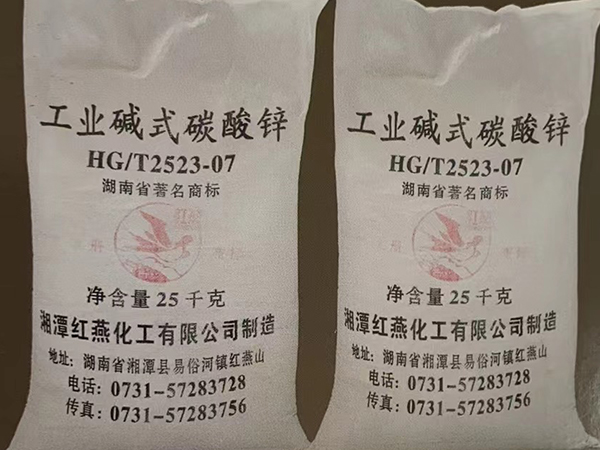 工业碱式碳酸锌
HG/T2523-07
湖南省著名商标
净含量 25 千克
湘潭红燕化工有限公司制造
地址: 湖南省湘潭县易俗河镇红燕山
电话: 0731-57283728
传真: 0731-57283756
工业碱式碳酸锌
HG/T2523-07
湖南省著名商标
净含量 25 千克
湘潭红燕化工有限公司制造
地址: 湖南省湘潭县易俗河镇红燕山
电话: 0731-57283728
传真: 0731-57283756